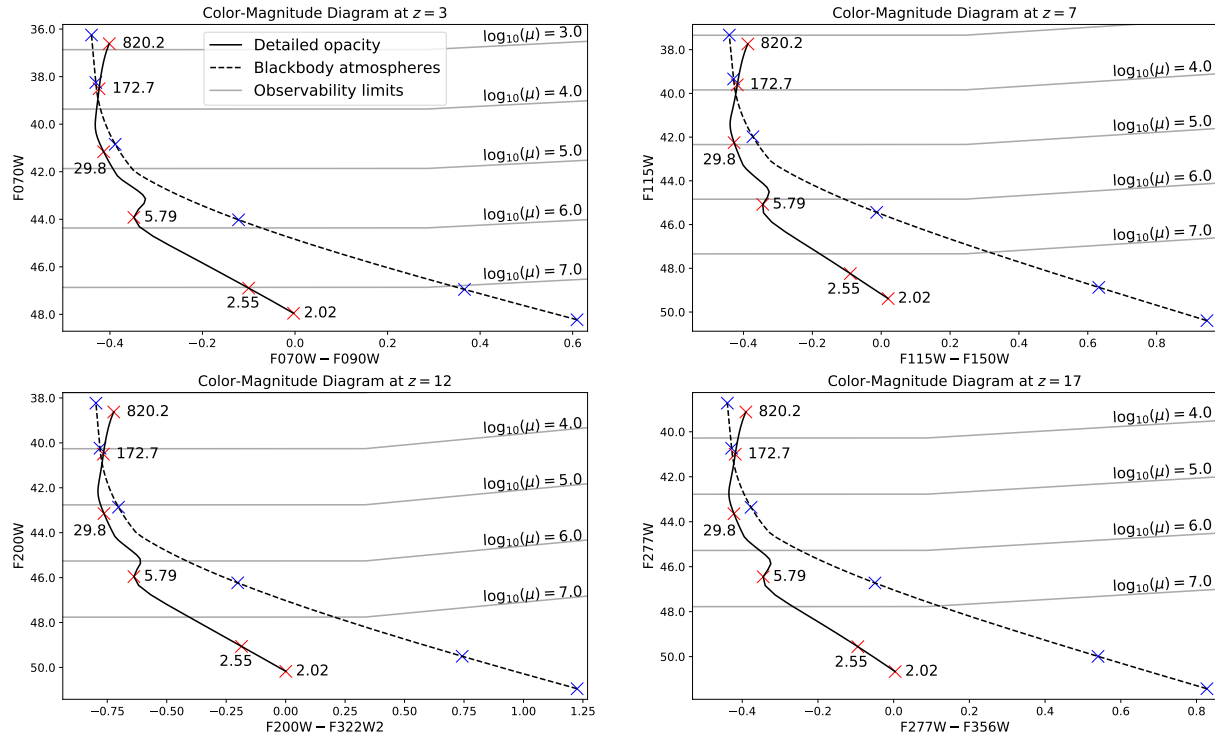 Color-Magnitude Diagram at z = 3
36.0
38.0
40.0
42.0
44.0
46.0
48.0
F070W
−0.4
−0.2
0.0
0.2
0.4
0.6
F070W − F090W
Detailed opacity
Blackbody atmospheres
Observability limits
820.2
172.7
29.8
5.79
2.55
2.02
log₁₀(μ) = 3.0
log₁₀(μ) = 4.0
log₁₀(μ) = 5.0
log₁₀(μ) = 6.0
log₁₀(μ) = 7.0
Color-Magnitude Diagram at z = 7
38.0
40.0
42.0
44.0
46.0
48.0
50.0
F115W
−0.4
−0.2
0.0
0.2
0.4
0.6
0.8
F115W − F150W
820.2
172.7
29.8
5.79
2.55
2.02
log₁₀(μ) = 4.0
log₁₀(μ) = 5.0
log₁₀(μ) = 6.0
log₁₀(μ) = 7.0
Color-Magnitude Diagram at z = 12
38.0
40.0
42.0
44.0
46.0
48.0
50.0
F200W
−0.75
−0.50
−0.25
0.00
0.25
0.50
0.75
1.00
1.25
F200W − F322W2
820.2
172.7
29.8
5.79
2.55
2.02
log₁₀(μ) = 4.0
log₁₀(μ) = 5.0
log₁₀(μ) = 6.0
log₁₀(μ) = 7.0
Color-Magnitude Diagram at z = 17
40.0
42.0
44.0
46.0
48.0
50.0
F277W
−0.4
−0.2
0.0
0.2
0.4
0.6
0.8
F277W − F356W
820.2
172.7
29.8
5.79
2.55
2.02
log₁₀(μ) = 4.0
log₁₀(μ) = 5.0
log₁₀(μ) = 6.0
log₁₀(μ) = 7.0